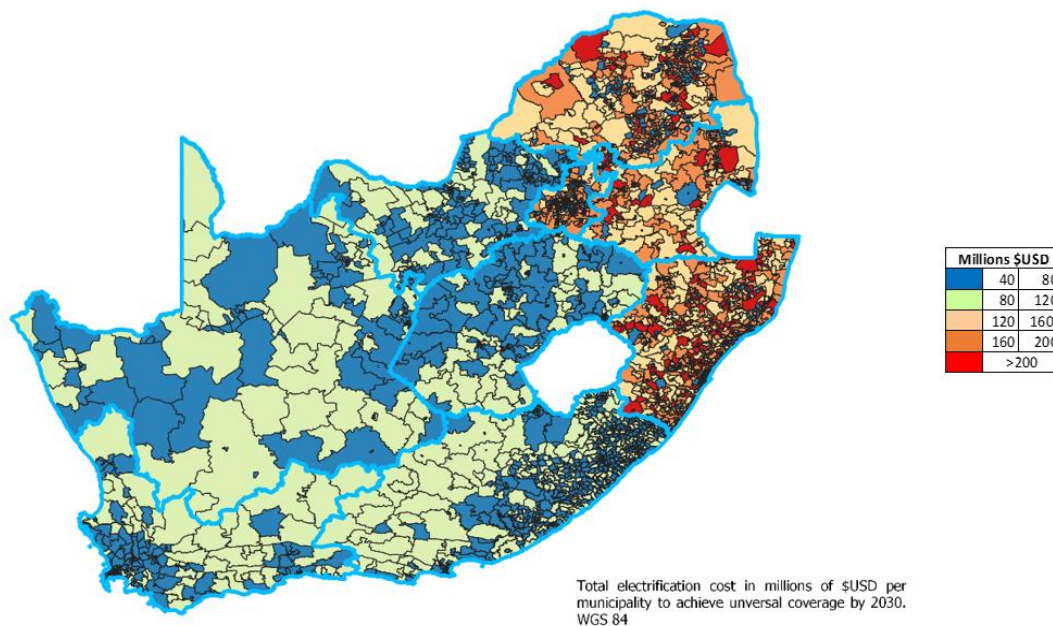 Millions $USD
40 80
80 120
120 160
160 200
>200
Total electrification cost in millions of $USD per
municipality to achieve unversal coverage by 2030.
WGS 84